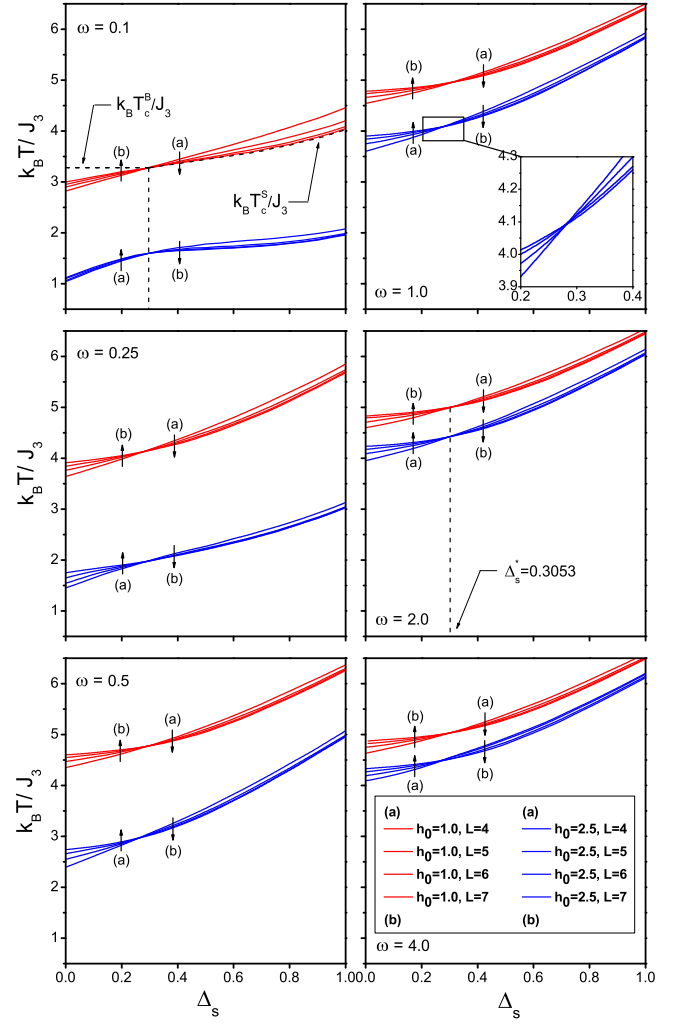 ω = 0.1
k_B T_c^B/J_3
(b)
(a)
k_B T_c^S/J_3
(a)
(b)
k_B T/ J_3
6
5
4
3
2
1
(b)
(a)
(a)
(b)
4.3
4.2
4.1
4.0
3.9
0.2
0.3
0.4
ω = 1.0
ω = 0.25
(b)
(a)
(a)
(b)
k_B T/ J_3
6
5
4
3
2
1
(b)
(a)
(a)
(b)
Δ_s^*=0.3053
ω = 2.0
ω = 0.5
(b)
(a)
(a)
(b)
k_B T/ J_3
6
5
4
3
2
1
0.0 0.2 0.4 0.6 0.8 1.0
Δ_s
(b)
(a)
(a)
(b)
(a) (a)
h_0=1.0, L=4 h_0=2.5, L=4
h_0=1.0, L=5 h_0=2.5, L=5
h_0=1.0, L=6 h_0=2.5, L=6
h_0=1.0, L=7 h_0=2.5, L=7
(b) (b)
ω = 4.0
0.0 0.2 0.4 0.6 0.8 1.0
Δ_s